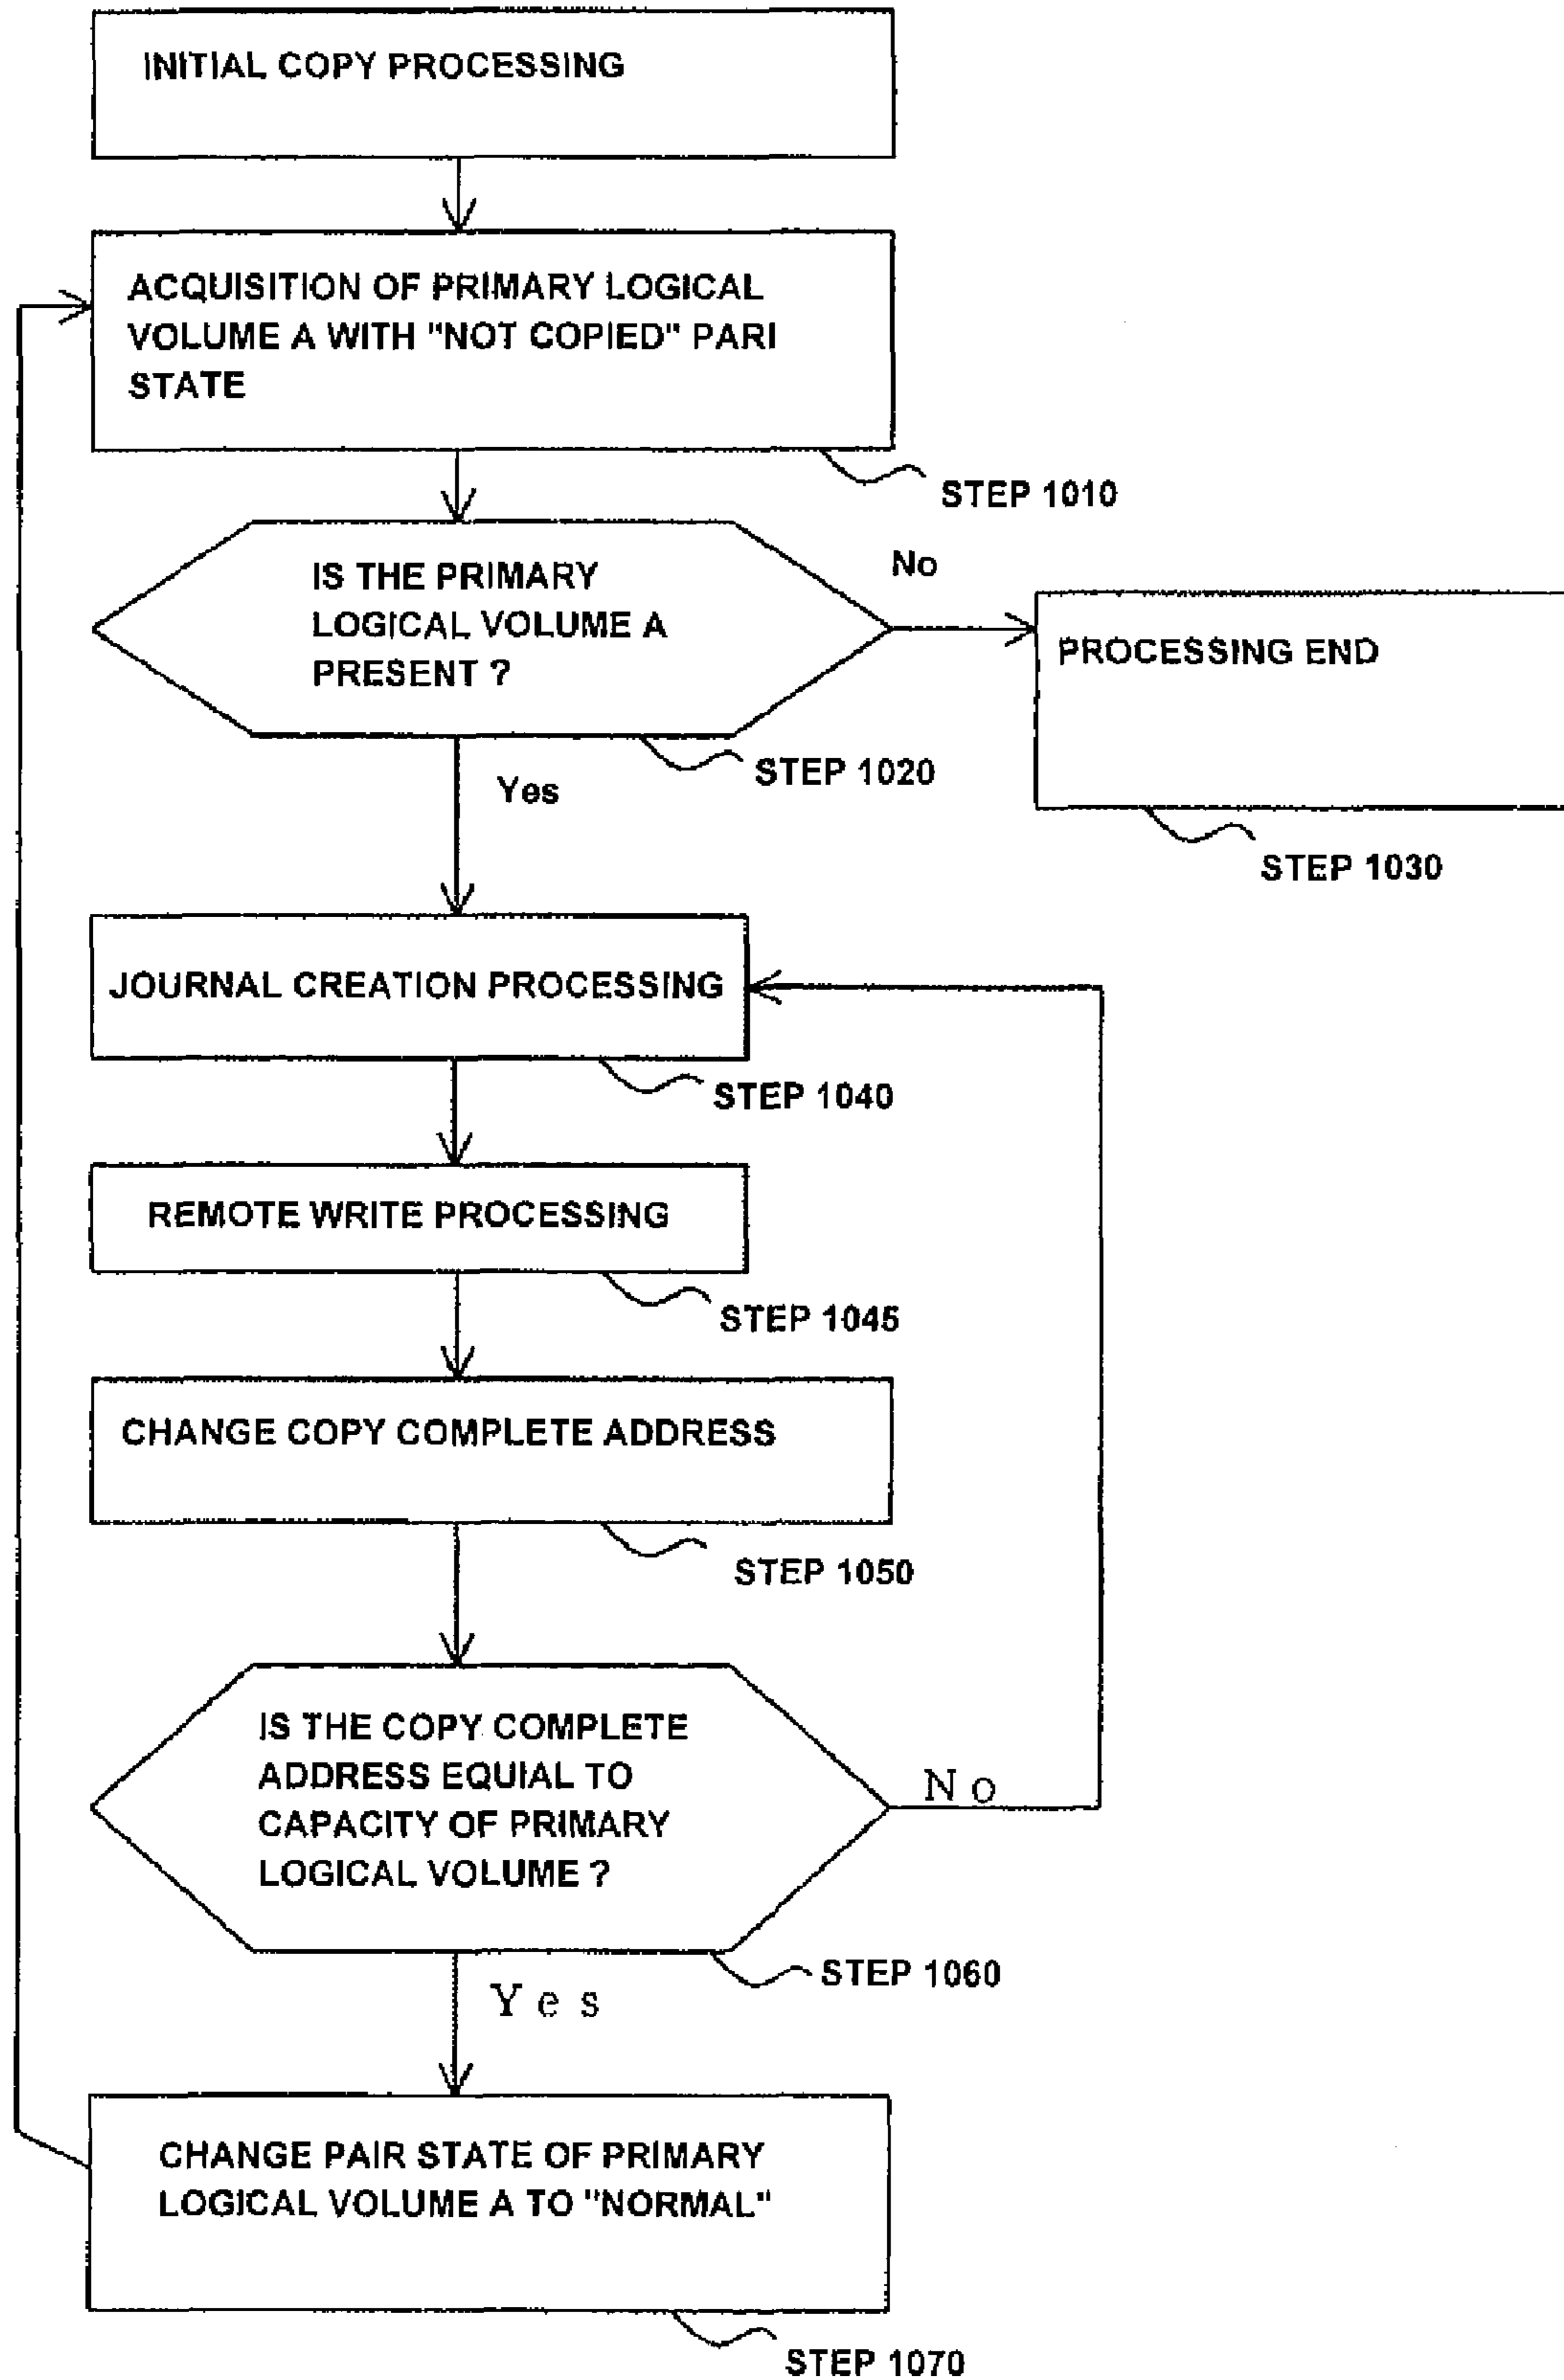 INITIAL COPY PROCESSING
ACQUISITION OF PRIMARY LOGICAL
VOLUME A WITH "NOT COPIED" PARI
STATE
STEP 1010
IS THE PRIMARY
LOGICAL VOLUME A
PRESENT ?
No
PROCESSING END
STEP 1020
Yes
STEP 1030
JOURNAL CREATION PROCESSING
STEP 1040
REMOTE WRITE PROCESSING
STEP 1045
CHANGE COPY COMPLETE ADDRESS
STEP 1050
IS THE COPY COMPLETE
ADDRESS EQUIAL TO
CAPACITY OF PRIMARY
LOGICAL VOLUME ?
No
STEP 1060
Yes
CHANGE PAIR STATE OF PRIMARY
LOGICAL VOLUME A TO "NORMAL"
STEP 1070